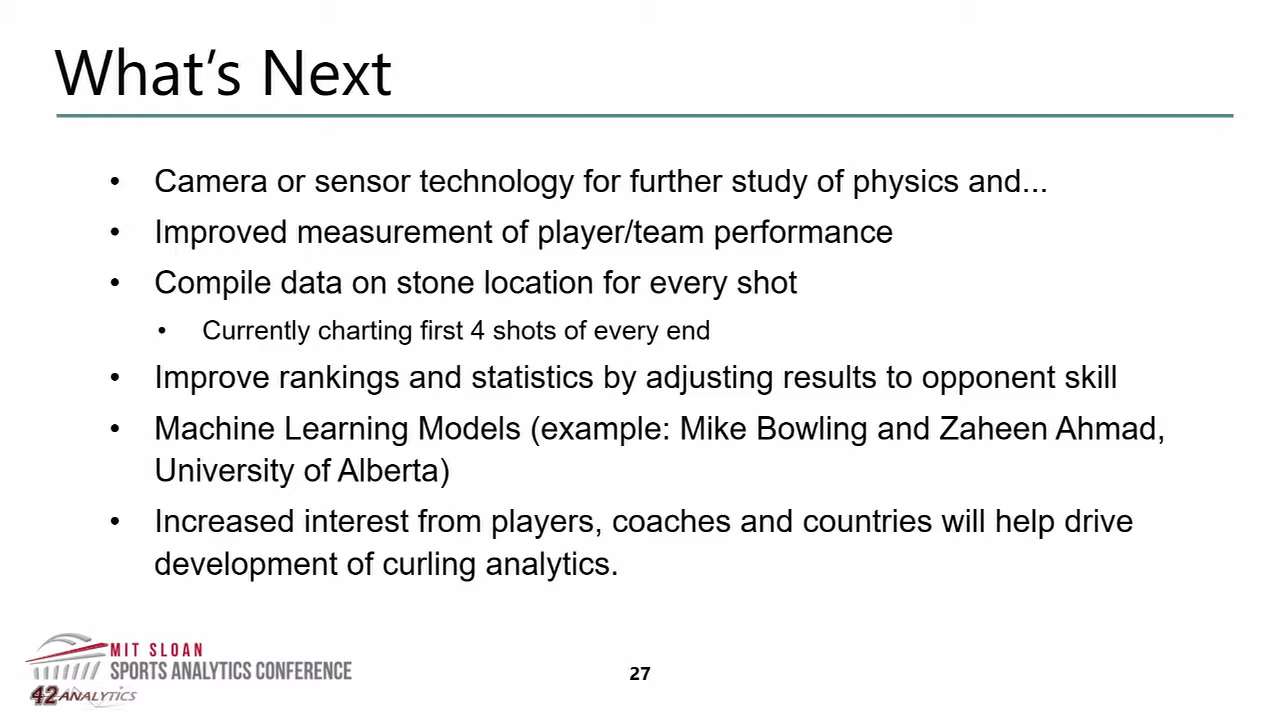 What's Next
• Camera or sensor technology for further study of physics and...
• Improved measurement of player/team performance
• Compile data on stone location for every shot
• Currently charting first 4 shots of every end
• Improve rankings and statistics by adjusting results to opponent skill
• Machine Learning Models (example: Mike Bowling and Zaheen Ahmad,
University of Alberta)
• Increased interest from players, coaches and countries will help drive
development of curling analytics.
MIT SLOAN
SPORTS ANALYTICS CONFERENCE
42 ANALYTICS
27